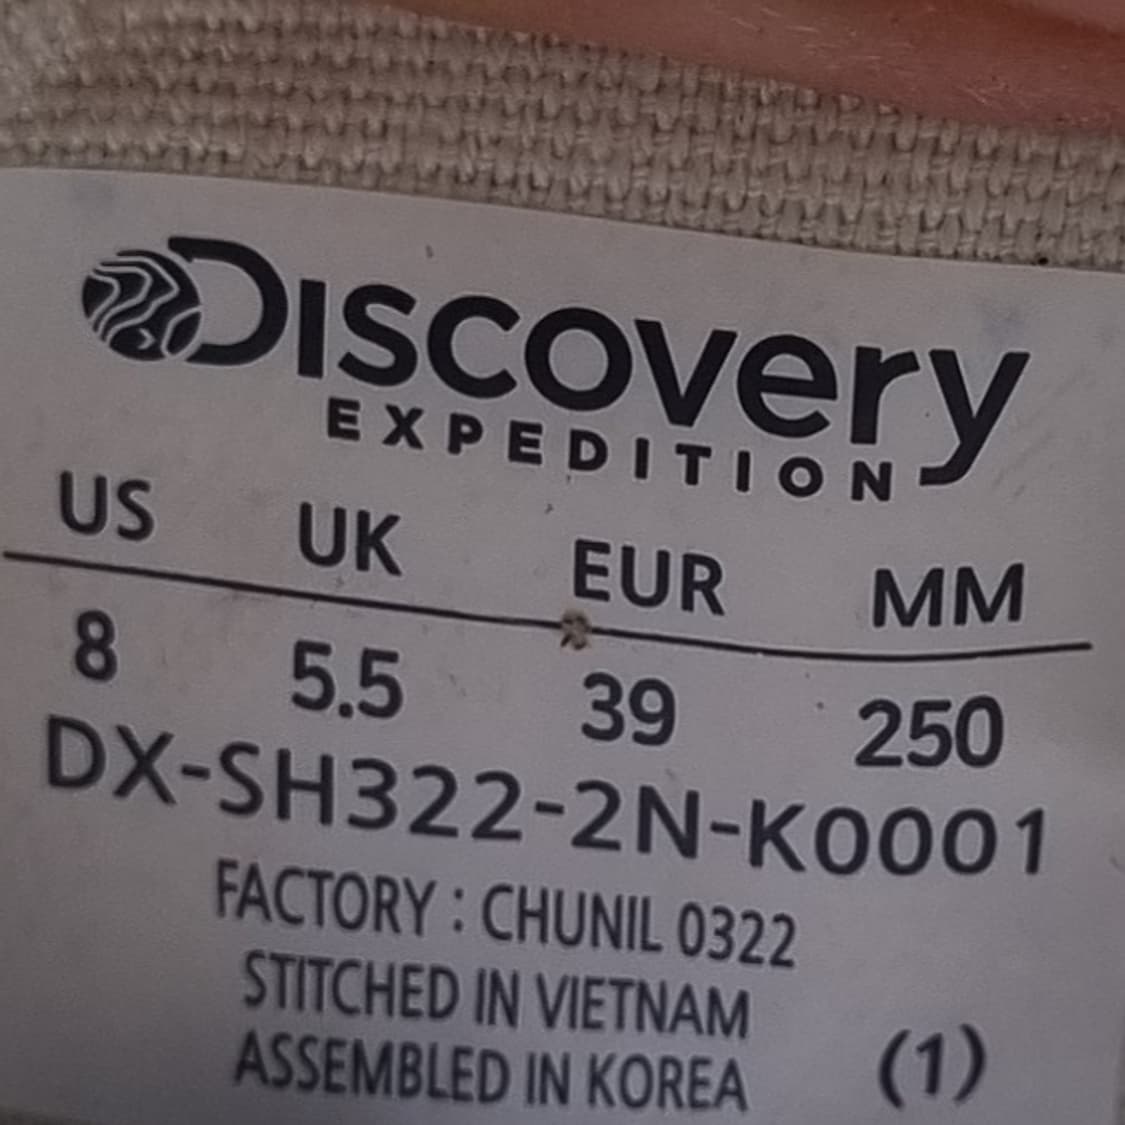 Discovery
EXPEDITION
US UK EUR MM
8 5.5 39 250
DX-SH322-2N-K0001
FACTORY : CHUNIL 0322
STITCHED IN VIETNAM
ASSEMBLED IN KOREA (1)